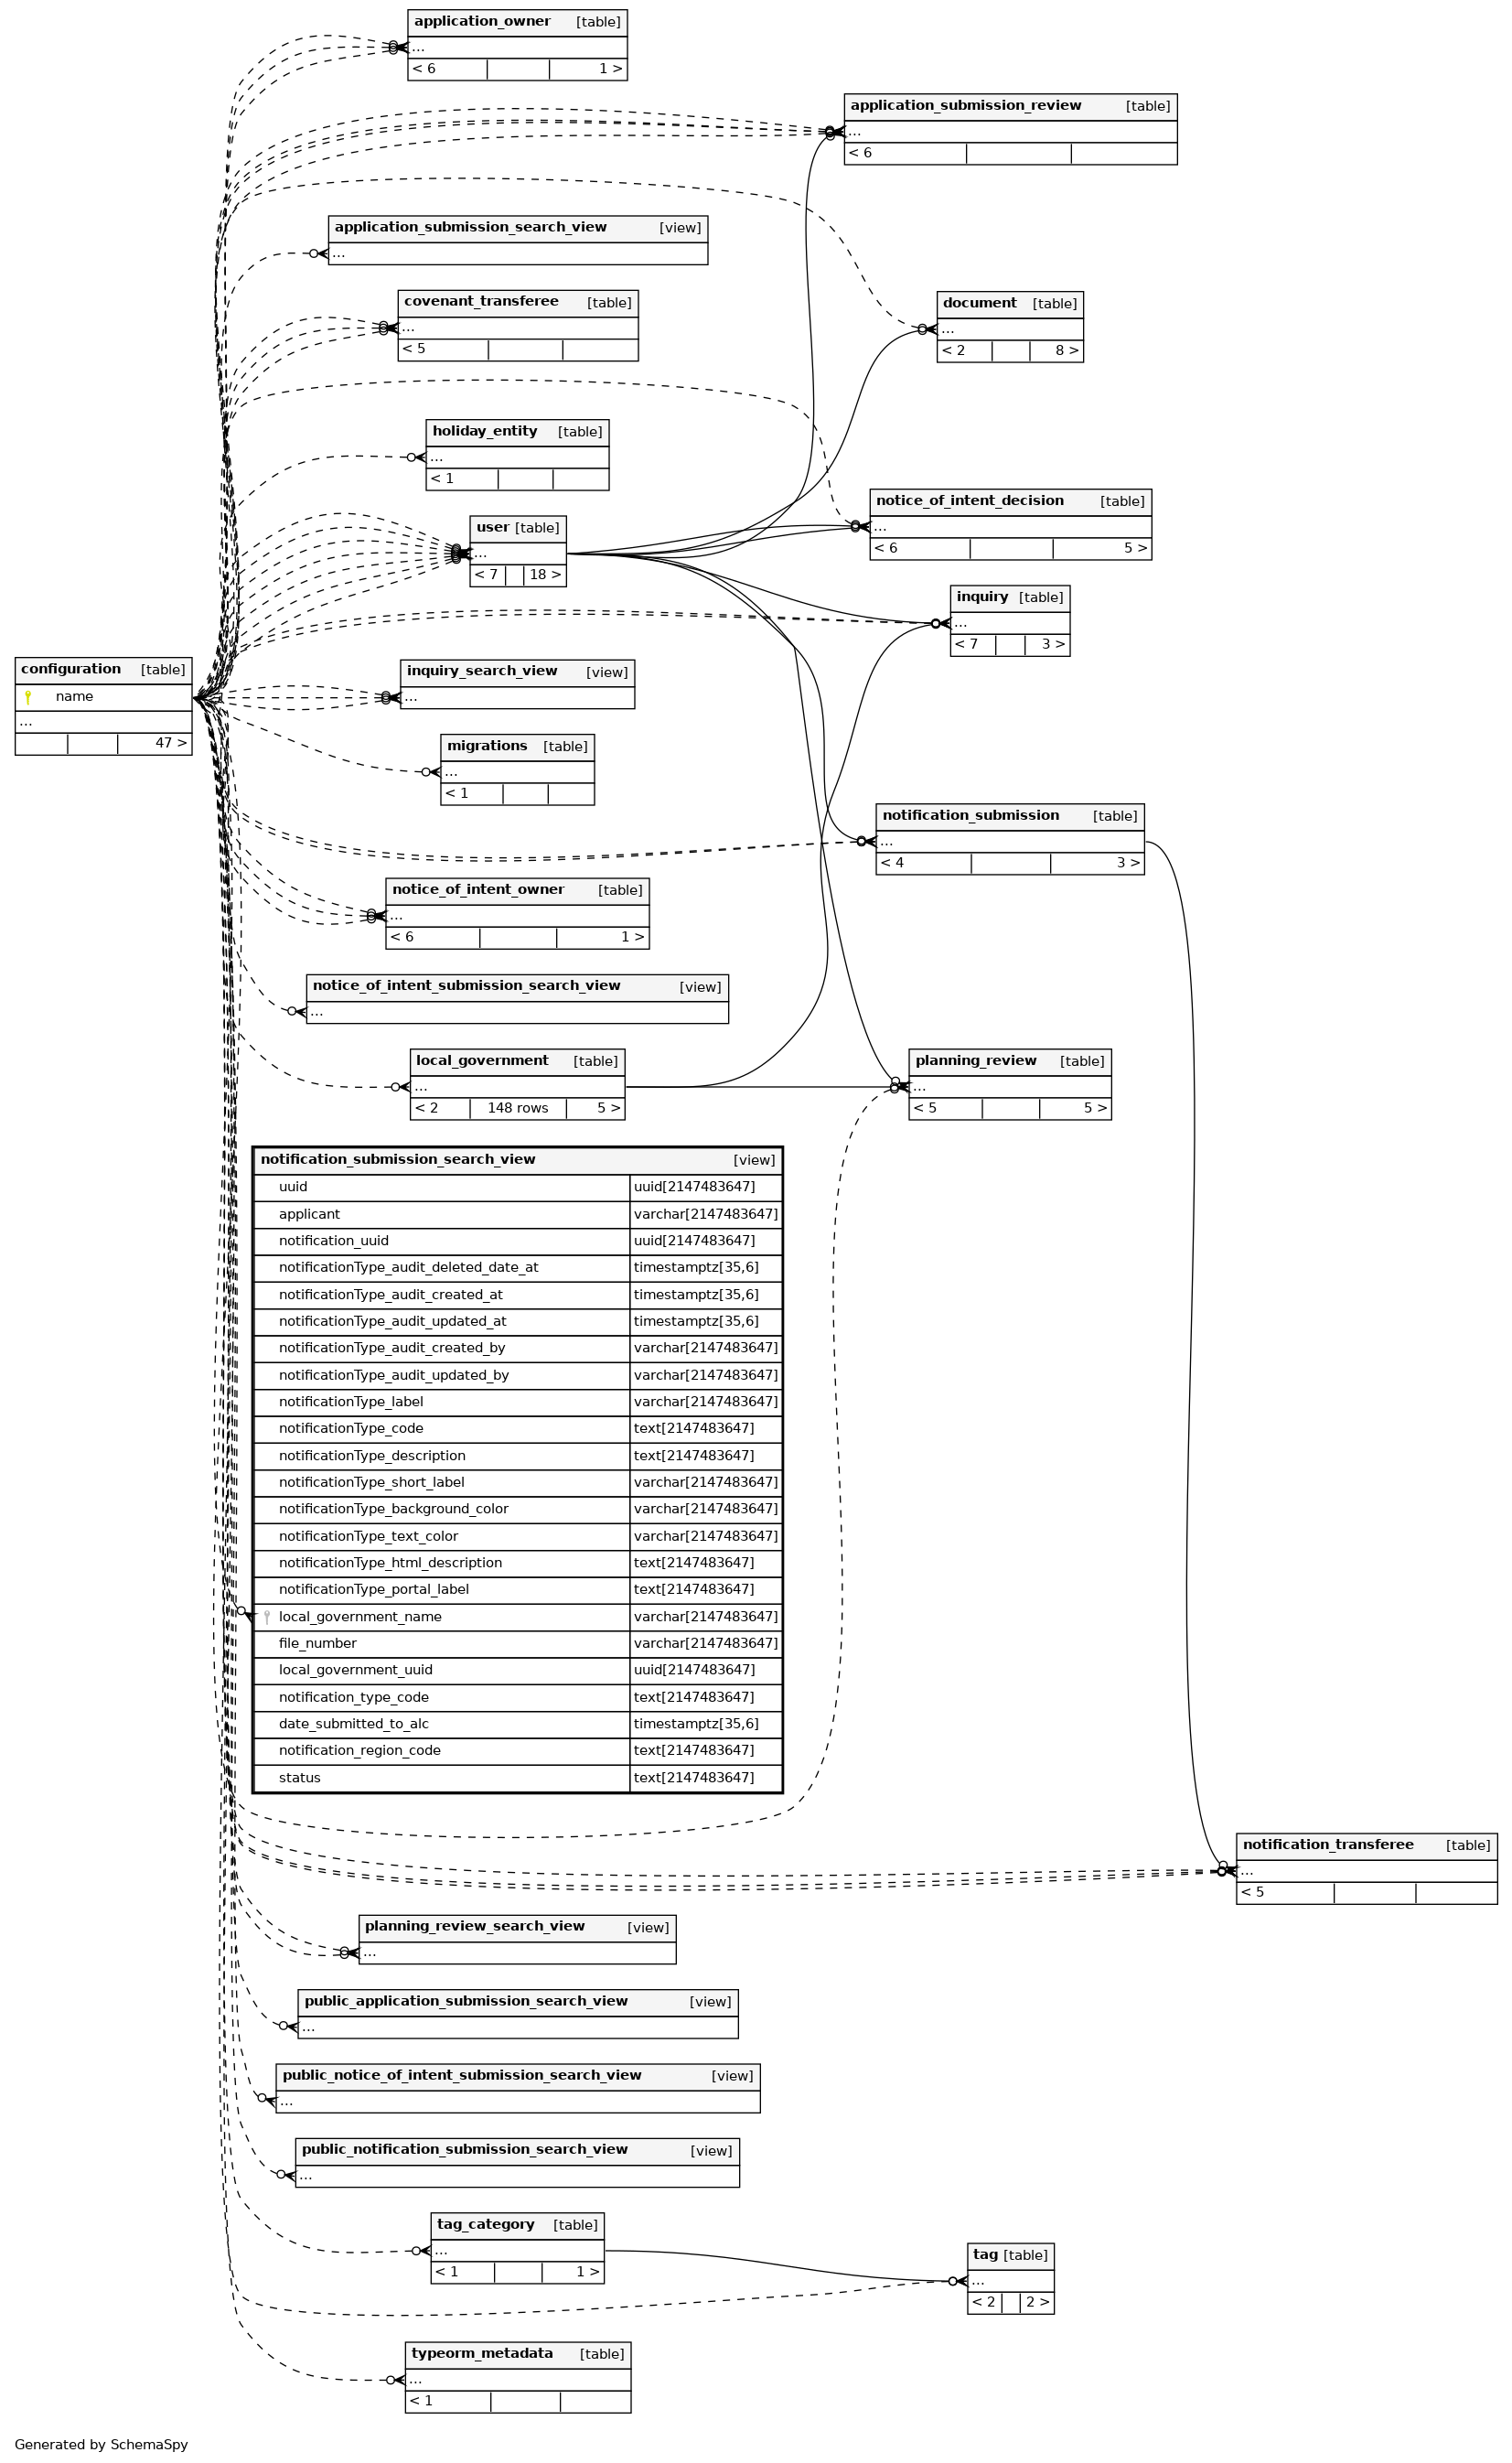 application_owner [table]
...
< 6 1 >
application_submission_review [table]
...
< 6
application_submission_search_view [view]
...
covenant_transferee [table]
...
< 5
document [table]
...
< 2 8 >
holiday_entity [table]
...
< 1
notice_of_intent_decision [table]
...
< 6 5 >
user [table]
...
< 7 18 >
inquiry [table]
...
< 7 3 >
configuration [table]
name
...
47 >
inquiry_search_view [view]
...
migrations [table]
...
< 1
notification_submission [table]
...
< 4 3 >
notice_of_intent_owner [table]
...
< 6 1 >
notice_of_intent_submission_search_view [view]
...
local_government [table]
...
< 2 148 rows 5 >
planning_review [table]
...
< 5 5 >
notification_submission_search_view [view]
uuid uuid[2147483647]
applicant varchar[2147483647]
notification_uuid uuid[2147483647]
notificationType_audit_deleted_date_at timestamptz[35,6]
notificationType_audit_created_at timestamptz[35,6]
notificationType_audit_updated_at timestamptz[35,6]
notificationType_audit_created_by varchar[2147483647]
notificationType_audit_updated_by varchar[2147483647]
notificationType_label varchar[2147483647]
notificationType_code text[2147483647]
notificationType_description text[2147483647]
notificationType_short_label varchar[2147483647]
notificationType_background_color varchar[2147483647]
notificationType_text_color varchar[2147483647]
notificationType_html_description text[2147483647]
notificationType_portal_label text[2147483647]
local_government_name varchar[2147483647]
file_number varchar[2147483647]
local_government_uuid uuid[2147483647]
notification_type_code text[2147483647]
date_submitted_to_alc timestamptz[35,6]
notification_region_code text[2147483647]
status text[2147483647]
notification_transferee [table]
...
< 5
planning_review_search_view [view]
...
public_application_submission_search_view [view]
...
public_notice_of_intent_submission_search_view [view]
...
public_notification_submission_search_view [view]
...
tag_category [table]
...
< 1 1 >
tag [table]
...
< 2 2 >
typeorm_metadata [table]
...
< 1
Generated by SchemaSpy